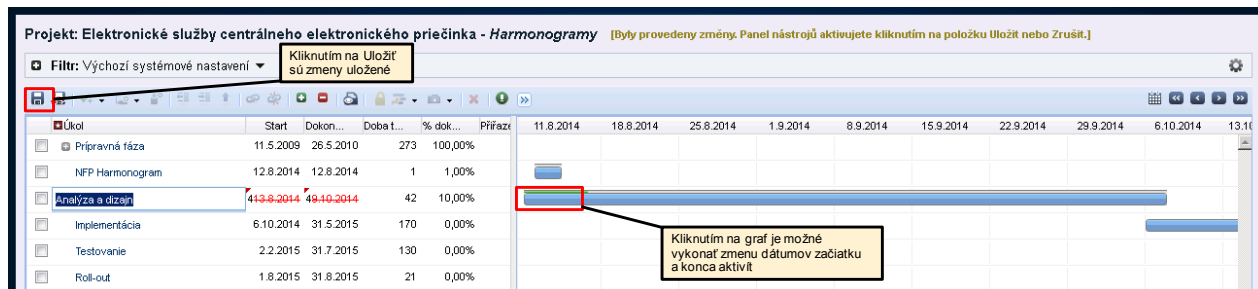 Projekt: Elektronické služby centrálneho elektronického priečinka - Harmonogramy [Byly provedeny změny. Panel nástrojů aktivujete kliknutím na položku Uložit nebo Zrušit.]
Kliknutím na Uložiť
sú zmeny uložené
Filtr: Výchozí systémové nastavení
Úkol Start Dokon... Doba t... % dok... Přiřaze 11.8.2014 18.8.2014 25.8.2014 1.9.2014 8.9.2014 15.9.2014 22.9.2014 29.9.2014 6.10.2014 13.10
Prípravná fáza 11.5.2009 26.5.2010 273 100,00%
NFP Harmonogram 12.8.2014 12.8.2014 1 1,00%
Analýza a dizajn 413.8.2014 49.10.2014 42 10,00%
Implementácia 6.10.2014 31.5.2015 170 0,00%
Kliknutím na graf je možné
vykonať zmenu dátumov začiatku
a konca aktivít
Testovanie 2.2.2015 31.7.2015 130 0,00%
Roll-out 1.8.2015 31.8.2015 21 0,00%